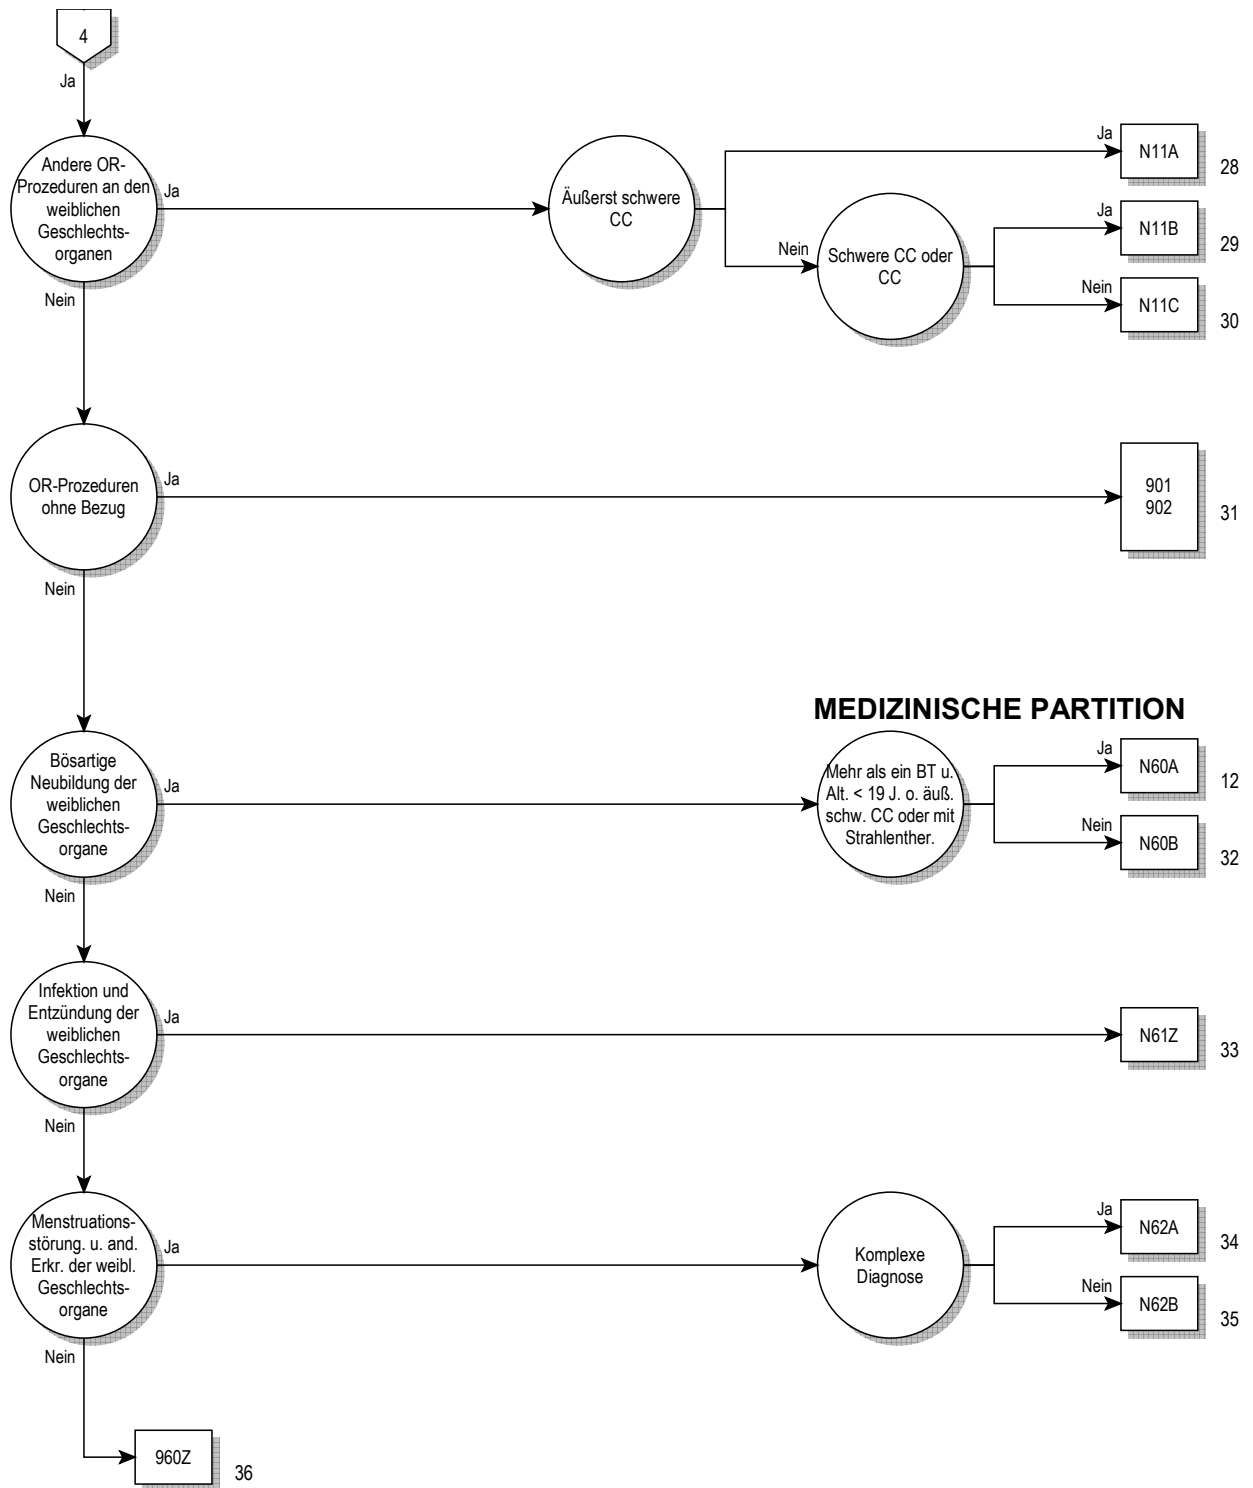 4
Ja
Andere OR-
Prozeduren an den
weiblichen
Geschlechts-
organen
Ja
Äußerst schwere
CC
Ja
N11A
28
Nein
Schwere CC oder
CC
Ja
N11B
29
Nein
N11C
30
Nein
OR-Prozeduren
ohne Bezug
Ja
901
902
31
Nein
MEDIZINISCHE PARTITION
Bösartige
Neubildung der
weiblichen
Geschlechts-
organe
Ja
Mehr als ein BT u.
Alt. < 19 J. o. äuß.
schw. CC oder mit
Strahlenther.
Ja
N60A
12
Nein
N60B
32
Nein
Infektion und
Entzündung der
weiblichen
Geschlechts-
organe
Ja
N61Z
33
Nein
Menstruations-
störung. u. and.
Erkr. der weibl.
Geschlechts-
organe
Ja
Komplexe
Diagnose
Ja
N62A
34
Nein
N62B
35
Nein
960Z
36